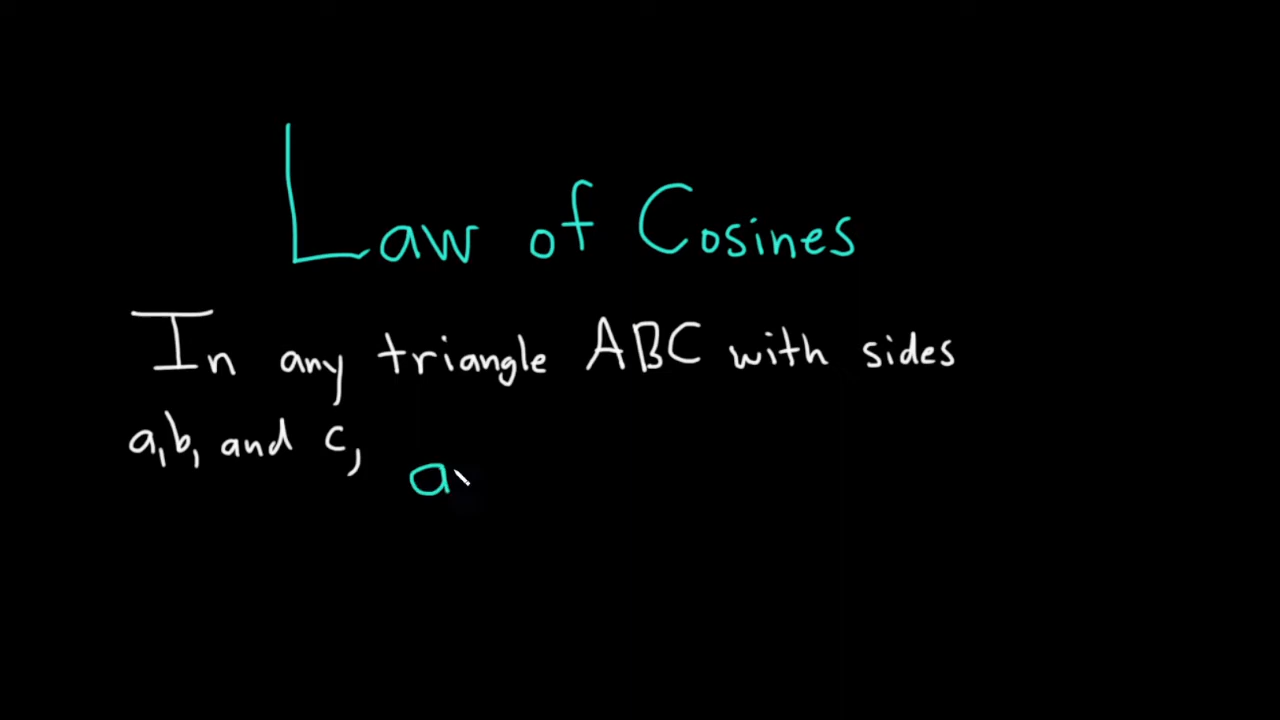 Law of Cosines
In any triangle ABC with sides
a, b, and c,
a